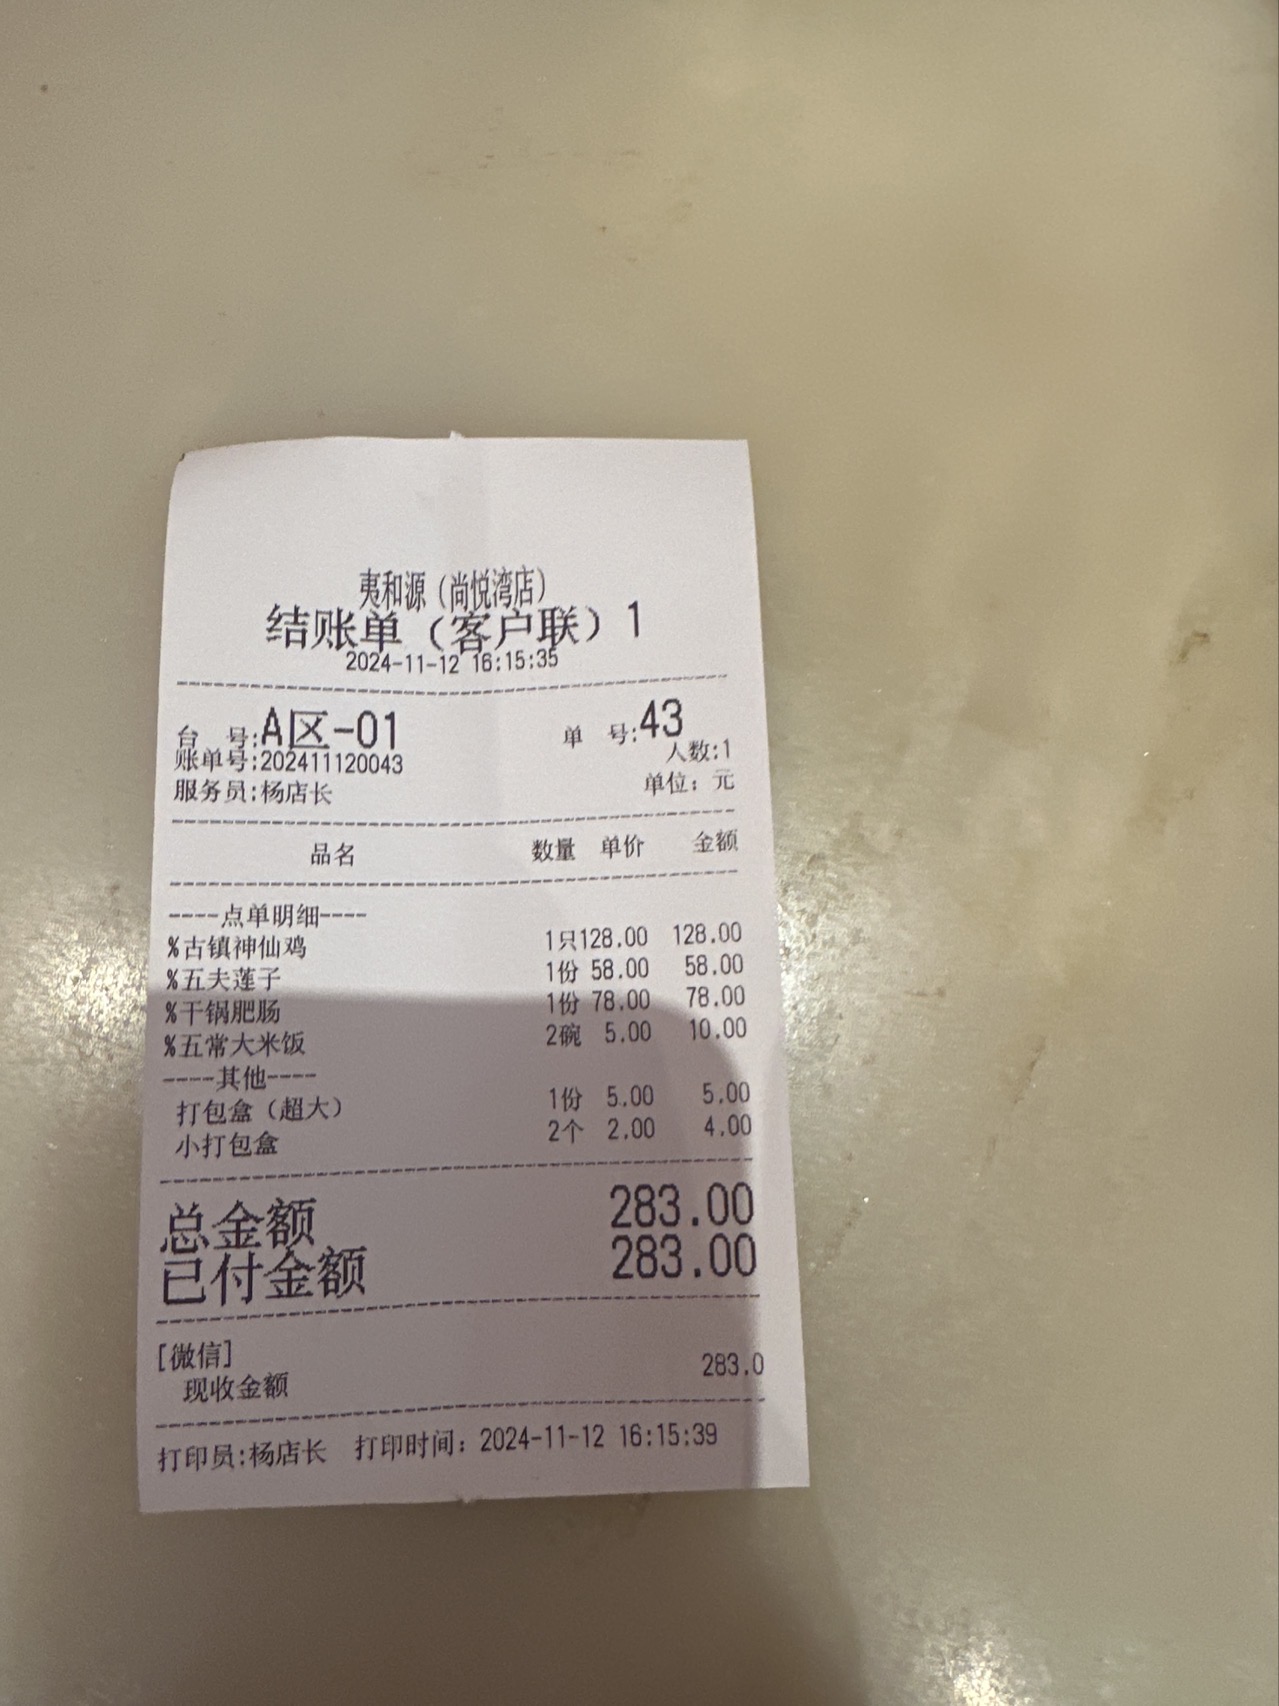 夷和源（尚悦湾店）
结账单（客户联）1
2024-11-12 16:15:35
台 号:A区-01 单 号:43
账单号:202411120043 人数:1
服务员:杨店长 单位：元
品名 数量 单价 金额
----点单明细----
%古镇神仙鸡 1只128.00 128.00
%五夫莲子 1份 58.00 58.00
%干锅肥肠 1份 78.00 78.00
%五常大米饭 2碗 5.00 10.00
----其他----
打包盒（超大） 1份 5.00 5.00
小打包盒 2个 2.00 4.00
总金额 283.00
已付金额 283.00
[微信]
现收金额 283.0
打印员:杨店长 打印时间：2024-11-12 16:15:39